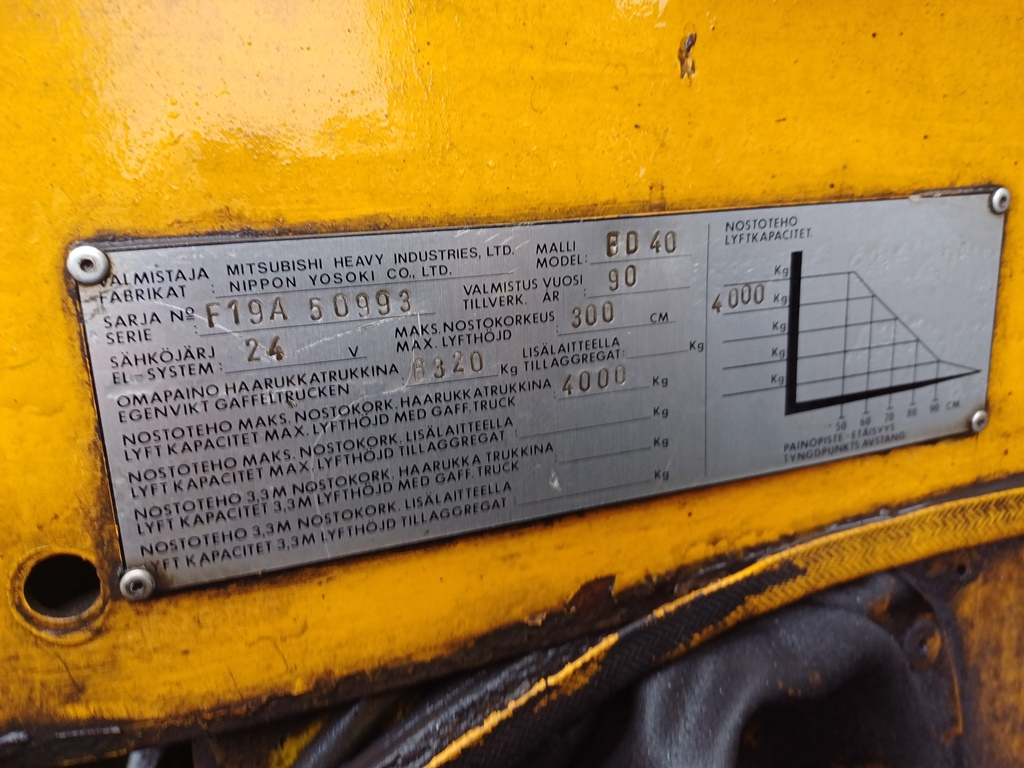 VALMISTAJA MITSUBISHI HEAVY INDUSTRIES, LTD.
FABRIKAT : NIPPON YOSOKI CO., LTD.
MALLI
MODEL: FD 40
SARJA Nº
SERIE : F19A 50993
VALMISTUS VUOSI
TILLVERK. ÅR : 90
SÄHKÖJÄRJ
EL-SYSTEM : 24 V
MAKS. NOSTOKORKEUS
MAX. LYFTHÖJD : 300 CM
OMAPAINO HAARUKKATRUKKINA
EGENVIKT GAFFELTRUCKEN : 6320 Kg
LISÄLAITTEELLA
TILLAGGREGAT: Kg
NOSTOTEHO MAKS. NOSTOKORK. HAARUKKATRUKKINA
LYFT KAPACITET MAX. LYFTHÖJD MED GAFF. TRUCK : 4000 Kg
NOSTOTEHO MAKS. NOSTOKORK. LISÄLAITEELLA
LYFT KAPACITET MAX. LYFTHÖJD TILLAGGREGAT : Kg
NOSTOTEHO 3,3M NOSTOKORK. HAARUKKA TRUKKINA
LYFT KAPACITET 3,3M LYFTHÖJD MED GAFF. TRUCK : Kg
NOSTOTEHO 3,3M NOSTOKORK. LISÄLAITEELLA
LYFT KAPACITET 3,3M LYFTHÖJD TILLAGGREGAT :
NOSTOTEHO
LYFTKAPACITET.
Kg
4000 Kg
Kg
Kg
Kg
50 60 70 80 90 CM.
PAINOPISTE-ETÄISYYS
TYNGDPUNKTS AVSTÅNG